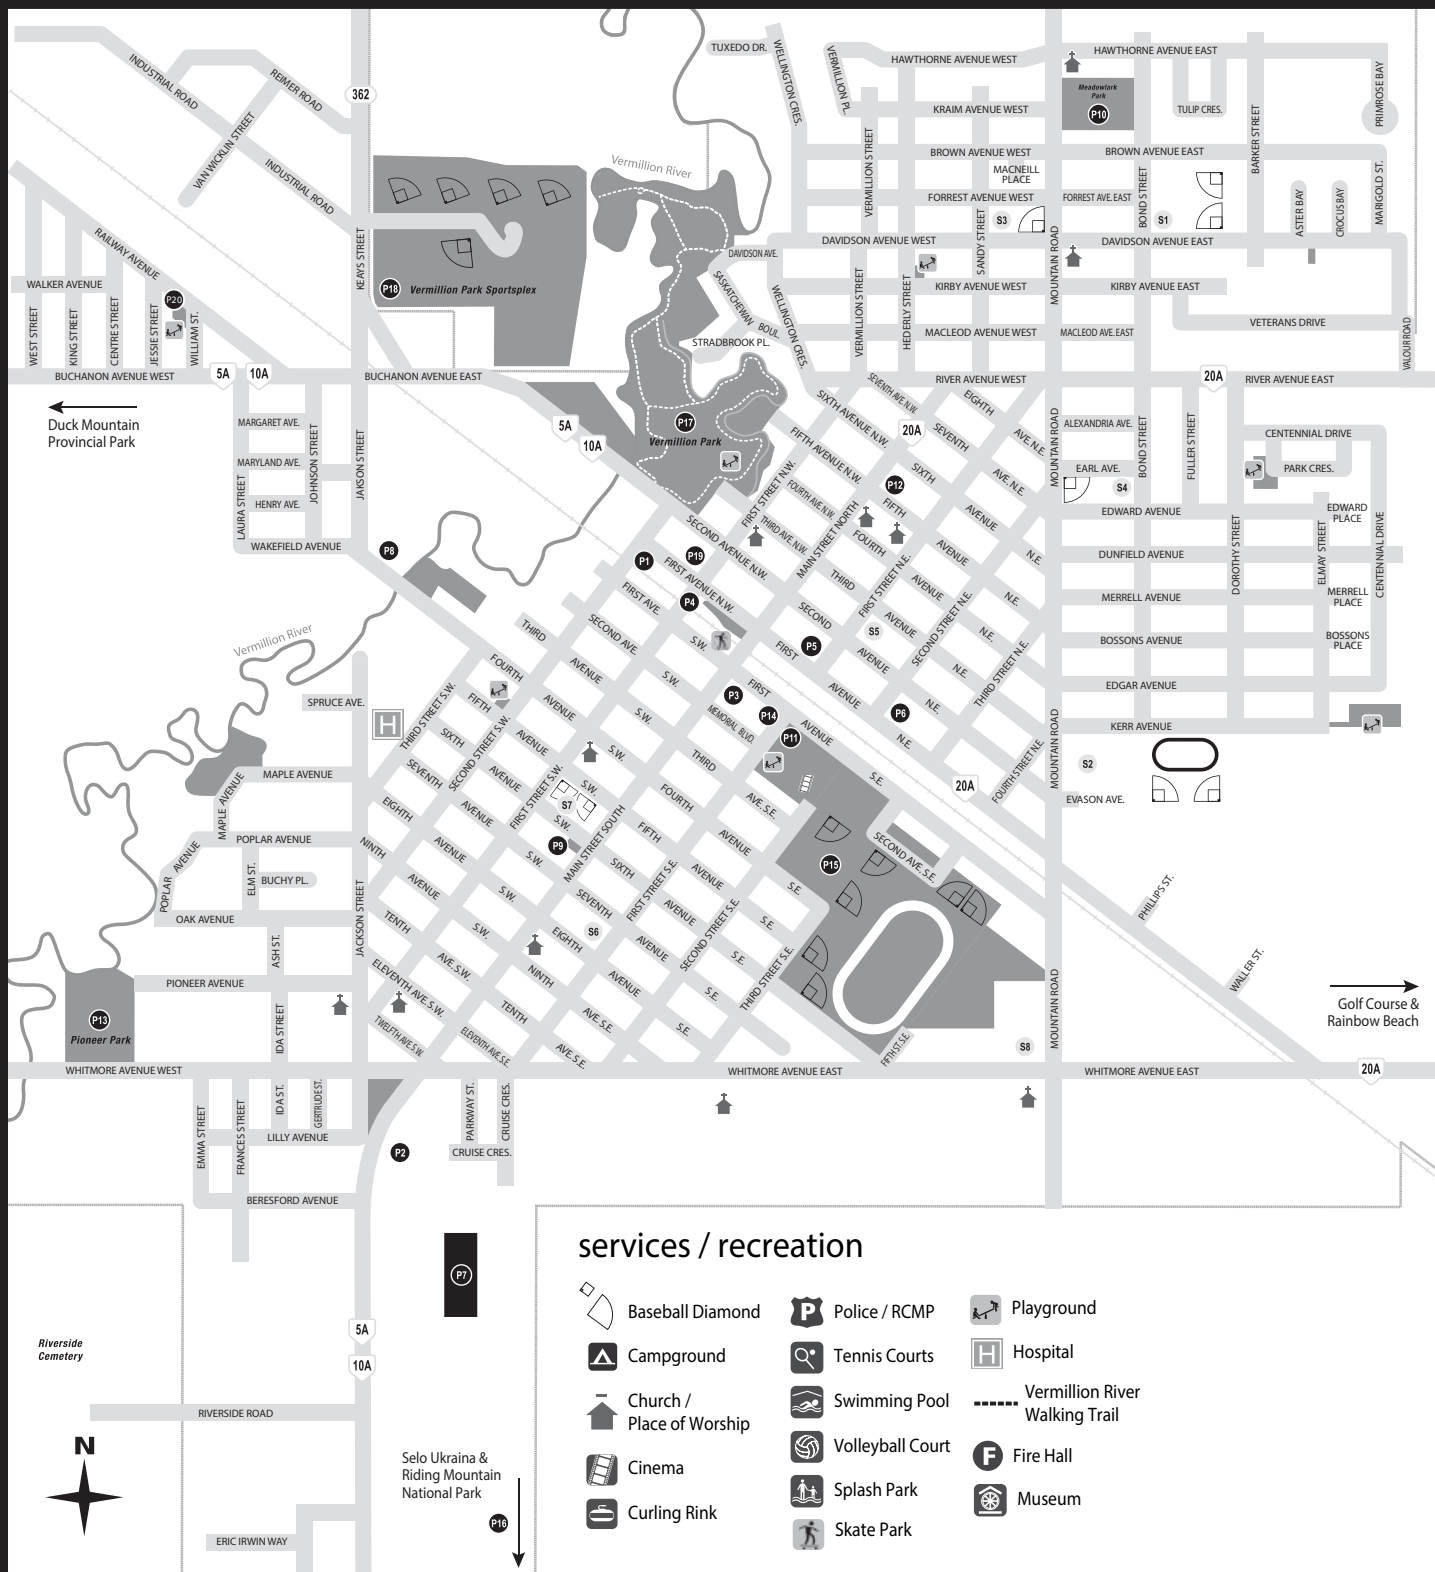 TUXEDO DR.
WELLINGTON CRES.
VERMILLION PL.
HAWTHORNE AVENUE WEST
HAWTHORNE AVENUE EAST
INDUSTRIAL ROAD
REIMER ROAD
362
KRAIM AVENUE WEST
Meadowlark
Park
P10
TULIP CRES.
PRIMROSE BAY
VAN WICKLIN STREET
VERMILLION STREET
BROWN AVENUE WEST
BROWN AVENUE EAST
BARKER STREET
Vermillion River
MACNEILL
PLACE
INDUSTRIAL ROAD
FORREST AVENUE WEST
FORREST AVE. EAST
BOND STREET
ASTER BAY
CROCUS BAY
MARIGOLD ST.
S3
S1
RAILWAY AVENUE
KEAYS STREET
DAVIDSON AVENUE WEST
DAVIDSON AVENUE EAST
DAVIDSON AVE.
SANDY STREET
MOUNTAIN ROAD
WALKER AVENUE
P18
Vermillion Park Sportsplex
SASKATCHEWAN BOUL.
KIRBY AVENUE WEST
KIRBY AVENUE EAST
P20
WEST STREET
KING STREET
CENTRE STREET
JESSIE STREET
WILLIAM ST.
WELLINGTON CRES.
VERMILLION STREET
HEDERLY STREET
VETERANS DRIVE
STRADBROOK PL.
MACLEOD AVENUE WEST
MACLEOD AVE.EAST
VALOUR ROAD
BUCHANON AVENUE WEST
5A
10A
BUCHANON AVENUE EAST
RIVER AVENUE WEST
20A
RIVER AVENUE EAST
Duck Mountain
Provincial Park
MARGARET AVE.
MARYLAND AVE.
HENRY AVE.
LAURA STREET
JOHNSON STREET
JAKSON STREET
WAKEFIELD AVENUE
5A
10A
P17
Vermillion Park
SIXTH AVENUE N.W.
SEVENTH AVE N.W.
EIGHTH
AVE. N.E.
FIFTH AVENUE N.W.
20A
SEVENTH
AVE. N.E.
MOUNTAIN ROAD
ALEXANDRIA AVE.
BOND STREET
FULLER STREET
CENTENNIAL DRIVE
EARL AVE.
PARK CRES.
S4
P12
SIXTH
AVENUE
N.E.
FIRST STREET N.W.
FOURTH AVE N.W.
FIFTH
AVENUE
N.E.
EDWARD AVENUE
EDWARD
PLACE
SECOND AVENUE N.W.
THIRD AVE. N.W.
MAIN STREET NORTH
FOURTH
AVENUE
N.E.
DUNFIELD AVENUE
DOROTHY STREET
ELMAY STREET
CENTENNIAL DRIVE
P8
P1
P19
FIRST AVENUE N.W.
THIRD
AVENUE
N.E.
FIRST STREET N.E.
MERRELL AVENUE
MERRELL
PLACE
P4
FIRST AVE.
S.W.
SECOND
AVENUE
N.E.
SECOND STREET N.E.
S5
P5
BOSSONS AVENUE
BOSSONS
PLACE
Vermillion River
THIRD
AVENUE
S.W.
SECOND AVE.
S.W.
FIRST
AVENUE
N.E.
THIRD STREET N.E.
SPRUCE AVE.
H
FOURTH
AVENUE
S.W.
P3
FIRST
AVENUE
S.E.
EDGAR AVENUE
THIRD STREET S.W.
FIFTH
AVENUE
S.W.
MEMORIAL BLVD.
P14
P6
KERR AVENUE
P11
SIXTH
AVENUE
S.W.
SECOND STREET S.W.
THIRD
AVE. S.E.
FOURTH STREET N.E.
MOUNTAIN ROAD
S2
MAPLE AVENUE
MAPLE AVENUE
SEVENTH
AVENUE
S.W.
FIRST STREET S.W.
S7
FOURTH
AVENUE
S.E.
20A
EVASON AVE.
EIGHTH
AVENUE
S.W.
P9
MAIN STREET SOUTH
FIFTH
AVENUE
S.E.
SECOND AVE. S.E.
P15
POPLAR AVENUE
POPLAR AVENUE
ELM ST.
BUCHY PL.
NINTH
AVENUE
S.W.
SIXTH
AVENUE
S.E.
FIRST STREET S.E.
PHILLIPS ST.
OAK AVENUE
JACKSON STREET
TENTH
AVE. S.W.
SEVENTH
AVENUE
S.E.
SECOND STREET S.E.
S6
EIGHTH
AVENUE
S.E.
THIRD STREET S.E.
WALLER ST.
ASH ST.
PIONEER AVENUE
ELEVENTH AVE. S.W.
NINTH
AVE. S.E.
Golf Course &
Rainbow Beach
P13
Pioneer Park
IDA STREET
TWELFTH AVE S.W.
ELEVENTH AVE. S.E.
TENTH
AVE. S.E.
FIFTH ST. S.E.
S8
MOUNTAIN ROAD
WHITMORE AVENUE WEST
WHITMORE AVENUE EAST
WHITMORE AVENUE EAST
20A
EMMA STREET
FRANCES STREET
IDA ST.
GERTRUDE ST.
PARKWAY ST.
CRUISE CRES.
LILLY AVENUE
P2
CRUISE CRES.
BERESFORD AVENUE
P7
Riverside
Cemetery
5A
10A
RIVERSIDE ROAD
N
ERIC IRWIN WAY
Selo Ukraina &
Riding Mountain
National Park
P16
services / recreation
Baseball Diamond
Campground
Church /
Place of Worship
Cinema
Curling Rink
P
Police / RCMP
Tennis Courts
Swimming Pool
Volleyball Court
Splash Park
Skate Park
Playground
H
Hospital
Vermillion River
Walking Trail
F
Fire Hall
Museum